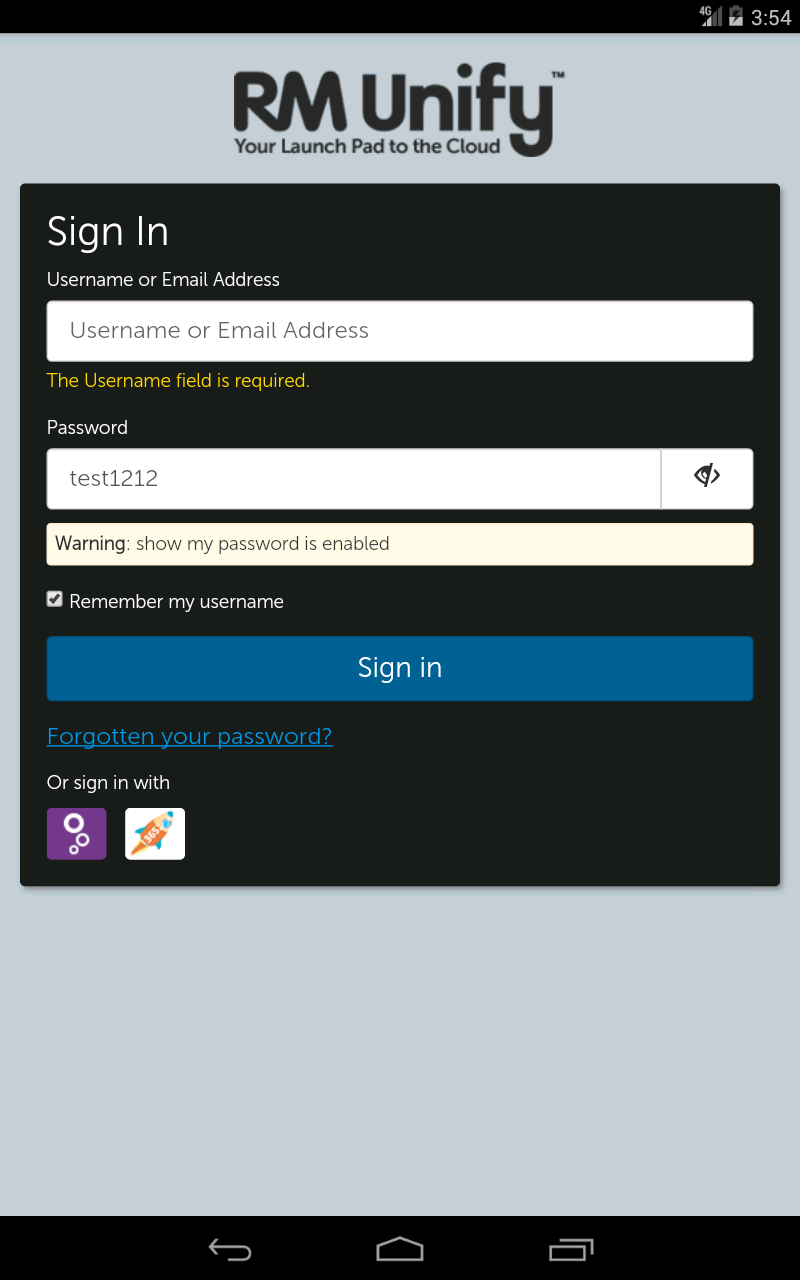 4G 3:54
RM Unify™
Your Launch Pad to the Cloud
Sign In
Username or Email Address
Username or Email Address
The Username field is required.
Password
test1212
Warning: show my password is enabled
Remember my username
Sign in
Forgotten your password?
Or sign in with
365